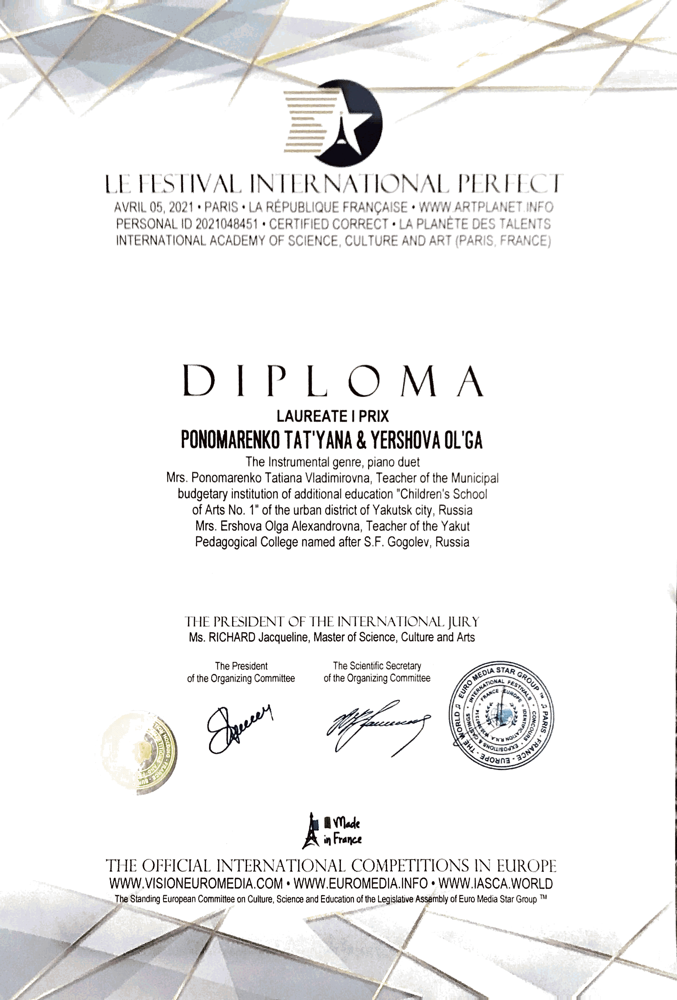 LE FESTIVAL INTERNATIONAL PERFECT
AVRIL 05, 2021 • PARIS • LA RÉPUBLIQUE FRANÇAISE • WWW.ARTPLANET.INFO
PERSONAL ID 2021048451 • CERTIFIED CORRECT • LA PLANÈTE DES TALENTS
INTERNATIONAL ACADEMY OF SCIENCE, CULTURE AND ART (PARIS, FRANCE)
DIPLOMA
LAUREATE I PRIX
PONOMARENKO TAT'YANA & YERSHOVA OL'GA
The Instrumental genre, piano duet
Mrs. Ponomarenko Tatiana Vladimirovna, Teacher of the Municipal
budgetary institution of additional education "Children's School
of Arts No. 1" of the urban district of Yakutsk city, Russia
Mrs. Ershova Olga Alexandrovna, Teacher of the Yakut
Pedagogical College named after S.F. Gogolev, Russia
THE PRESIDENT OF THE INTERNATIONAL JURY
Ms. RICHARD Jacqueline, Master of Science, Culture and Arts
The President
of the Organizing Committee
The Scientific Secretary
of the Organizing Committee
EURO MEDIA STAR GROUP ™ ♫ PARIS - FRANCE - EUROPE - THE WORLD ♫
INTERNATIONAL FESTIVALS • CONCOURS • EXPOSITIONS & CASTINGS •
FRANCE - EUROPE • IDENTIFICATION R.N.A.
HOLDING - FRANCE - EU
Made
in France
THE OFFICIAL INTERNATIONAL COMPETITIONS IN EUROPE
WWW.VISIONEUROMEDIA.COM • WWW.EUROMEDIA.INFO • WWW.IASCA.WORLD
The Standing European Committee on Culture, Science and Education of the Legislative Assembly of Euro Media Star Group ™